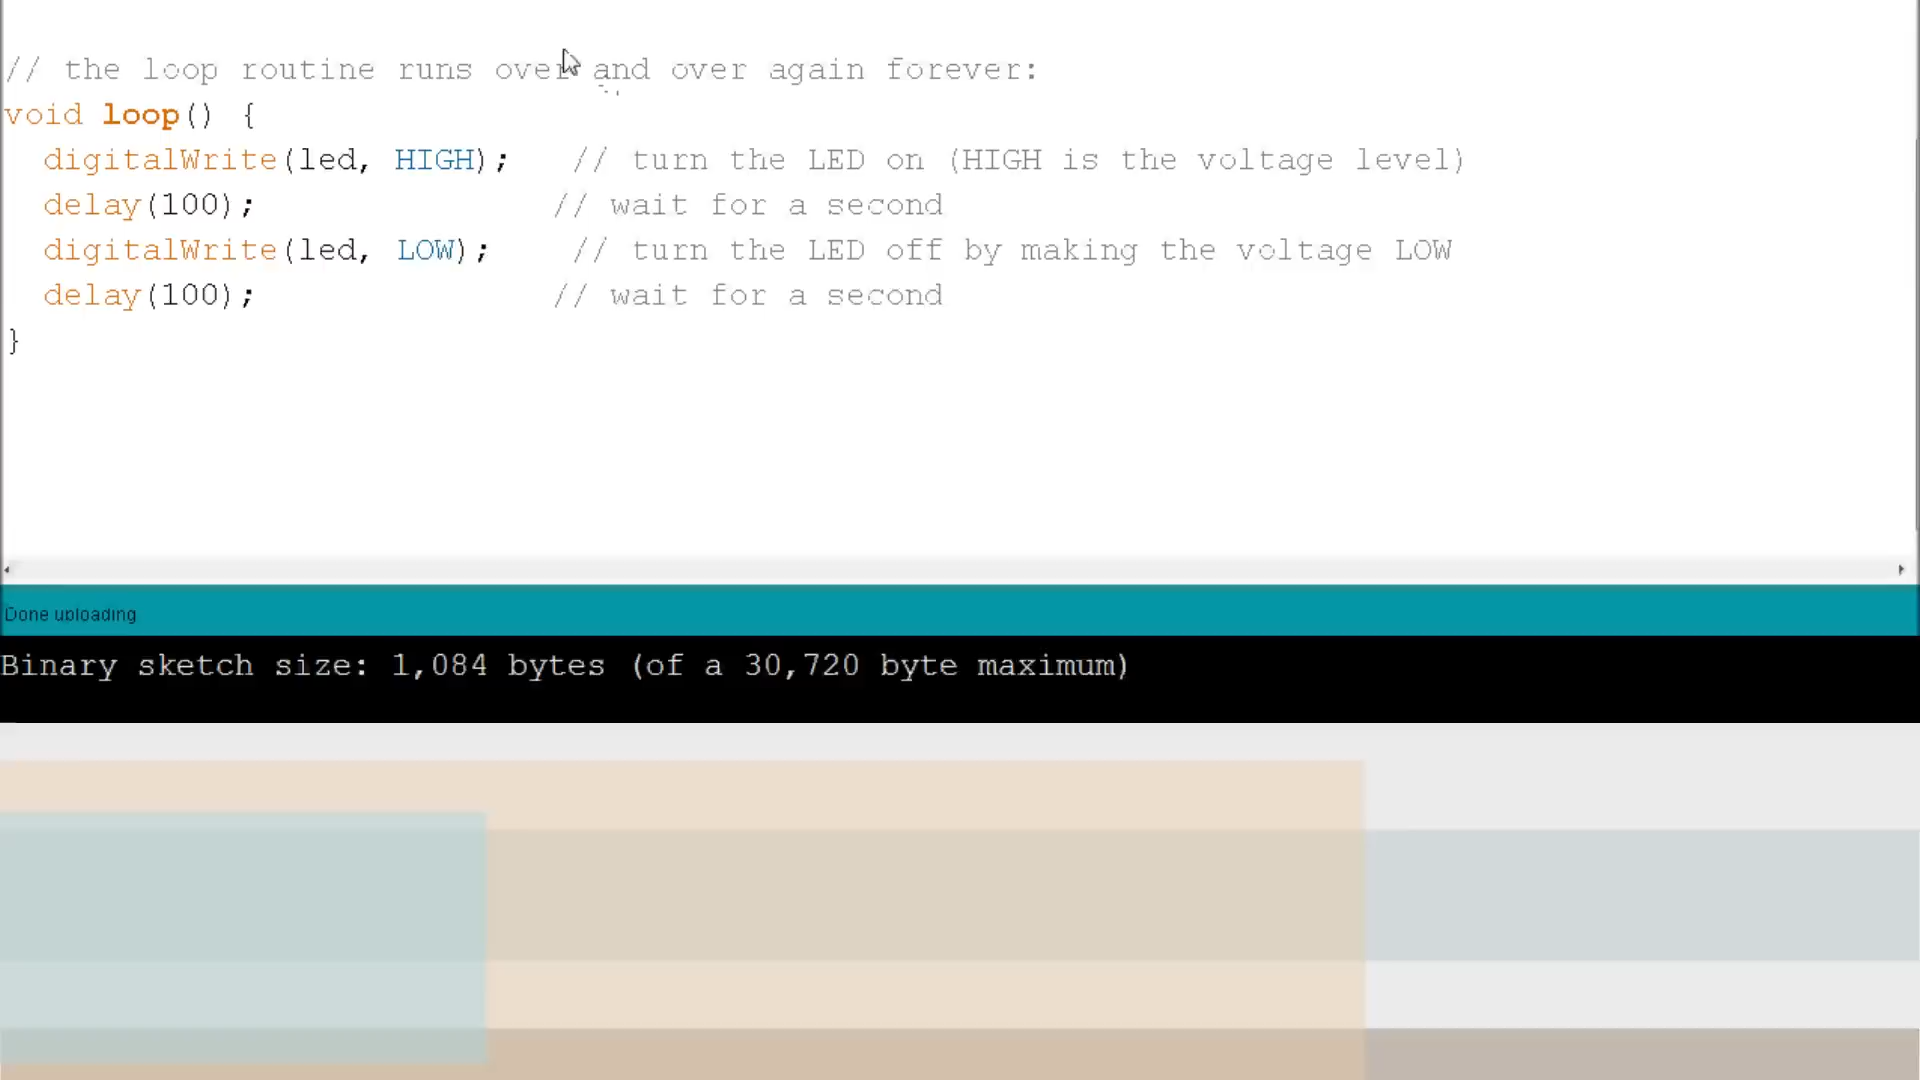 // the loop routine runs over and over again forever:
void loop() {
  digitalWrite(led, HIGH);   // turn the LED on (HIGH is the voltage level)
  delay(100);               // wait for a second
  digitalWrite(led, LOW);    // turn the LED off by making the voltage LOW
  delay(100);               // wait for a second
}
Done uploading
Binary sketch size: 1,084 bytes (of a 30,720 byte maximum)